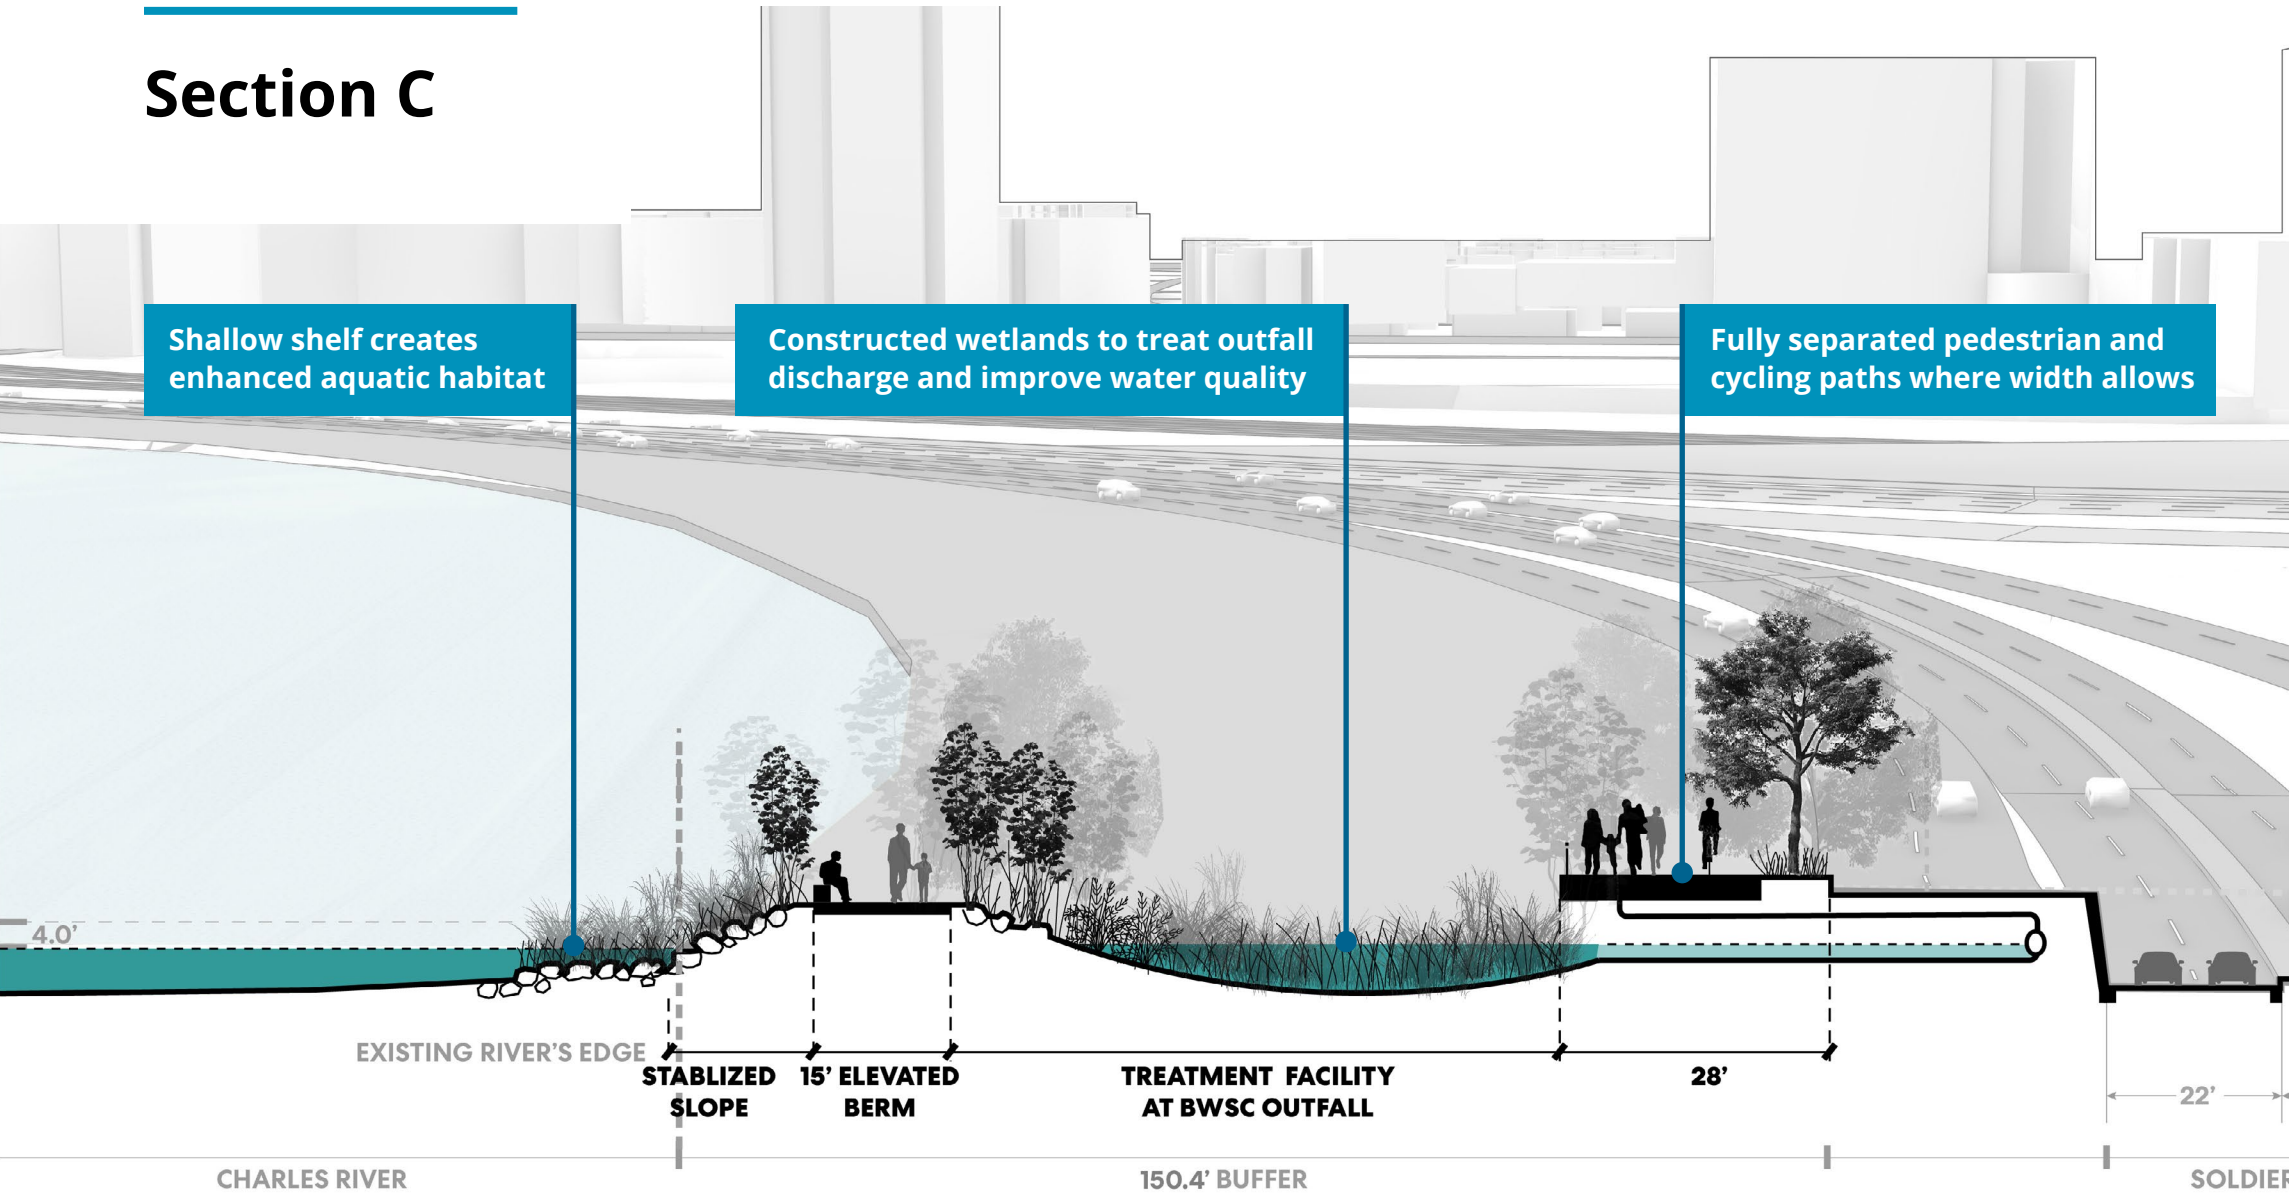 Section C
Shallow shelf creates
enhanced aquatic habitat
Constructed wetlands to treat outfall
discharge and improve water quality
Fully separated pedestrian and
cycling paths where width allows
4.0’
EXISTING RIVER’S EDGE
STABLIZED
SLOPE
15’ ELEVATED
BERM
TREATMENT FACILITY
AT BWSC OUTFALL
28’
22’
CHARLES RIVER
150.4’ BUFFER
SOLDIER